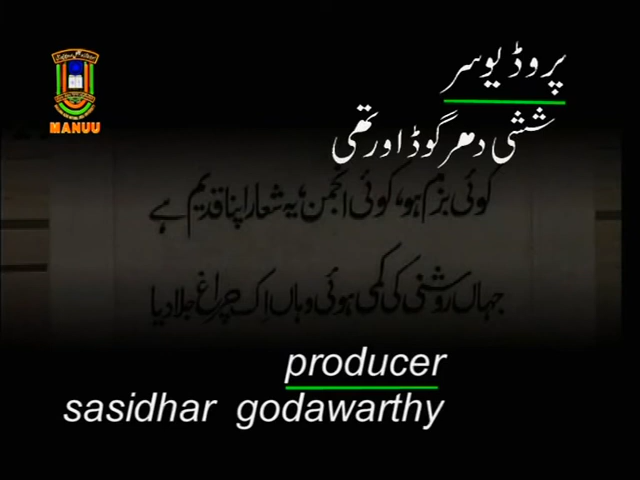 MANUU
پروڈیوسر
ششی دھر گوڈاورتھی
کوئی بزم ہو، کوئی انجمن، یہ شعار اپنا قدیم ہے
جہاں روشنی کی کمی ہوئی وہاں اِک چراغ جلا دیا
producer
sasidhar godawarthy